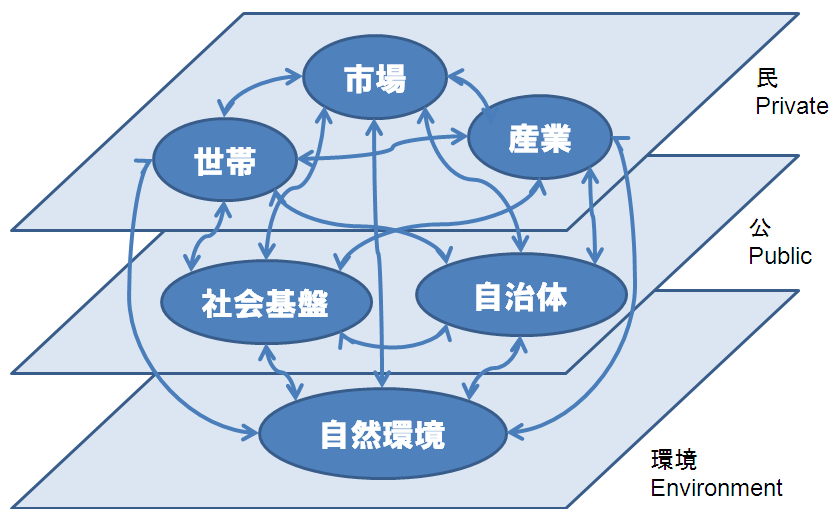 市場
民
Private
産業
世帯
公
Public
社会基盤
自治体
自然環境
環境
Environment